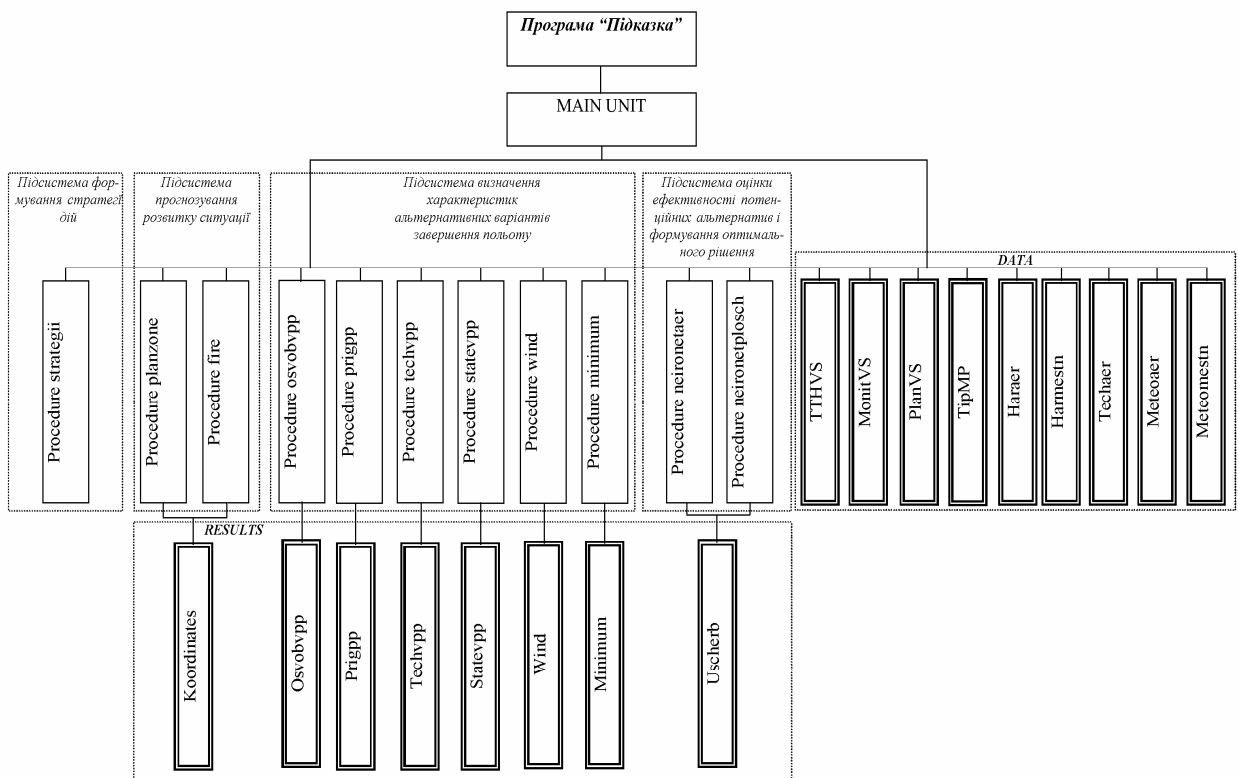 Програма “Підказка”
MAIN UNIT
Підсистема фор-
мування стратегі
дій
Підсистема
прогнозування
розвитку ситуації
Підсистема визначення
характеристик
альтернативних варіантів
завершення польоту
Підсистема оцінки
ефективності потен-
ційних альтернатив і
формування оптималь-
ного рішення
DATA
Procedure strategii
Procedure planzone
Procedure fire
Procedure osvobvpp
Procedure prigpp
Procedure techvpp
Procedure statevpp
Procedure wind
Procedure minimum
Procedure neironetaer
Procedure neironetplosch
TTHVS
MonitVS
PlanVS
TipMP
Haraer
Harmestn
Techaer
Meteoaer
Meteomestn
RESULTS
Koordinates
Osvobvpp
Prigpp
Techvpp
Statevpp
Wind
Minimum
Uscherb